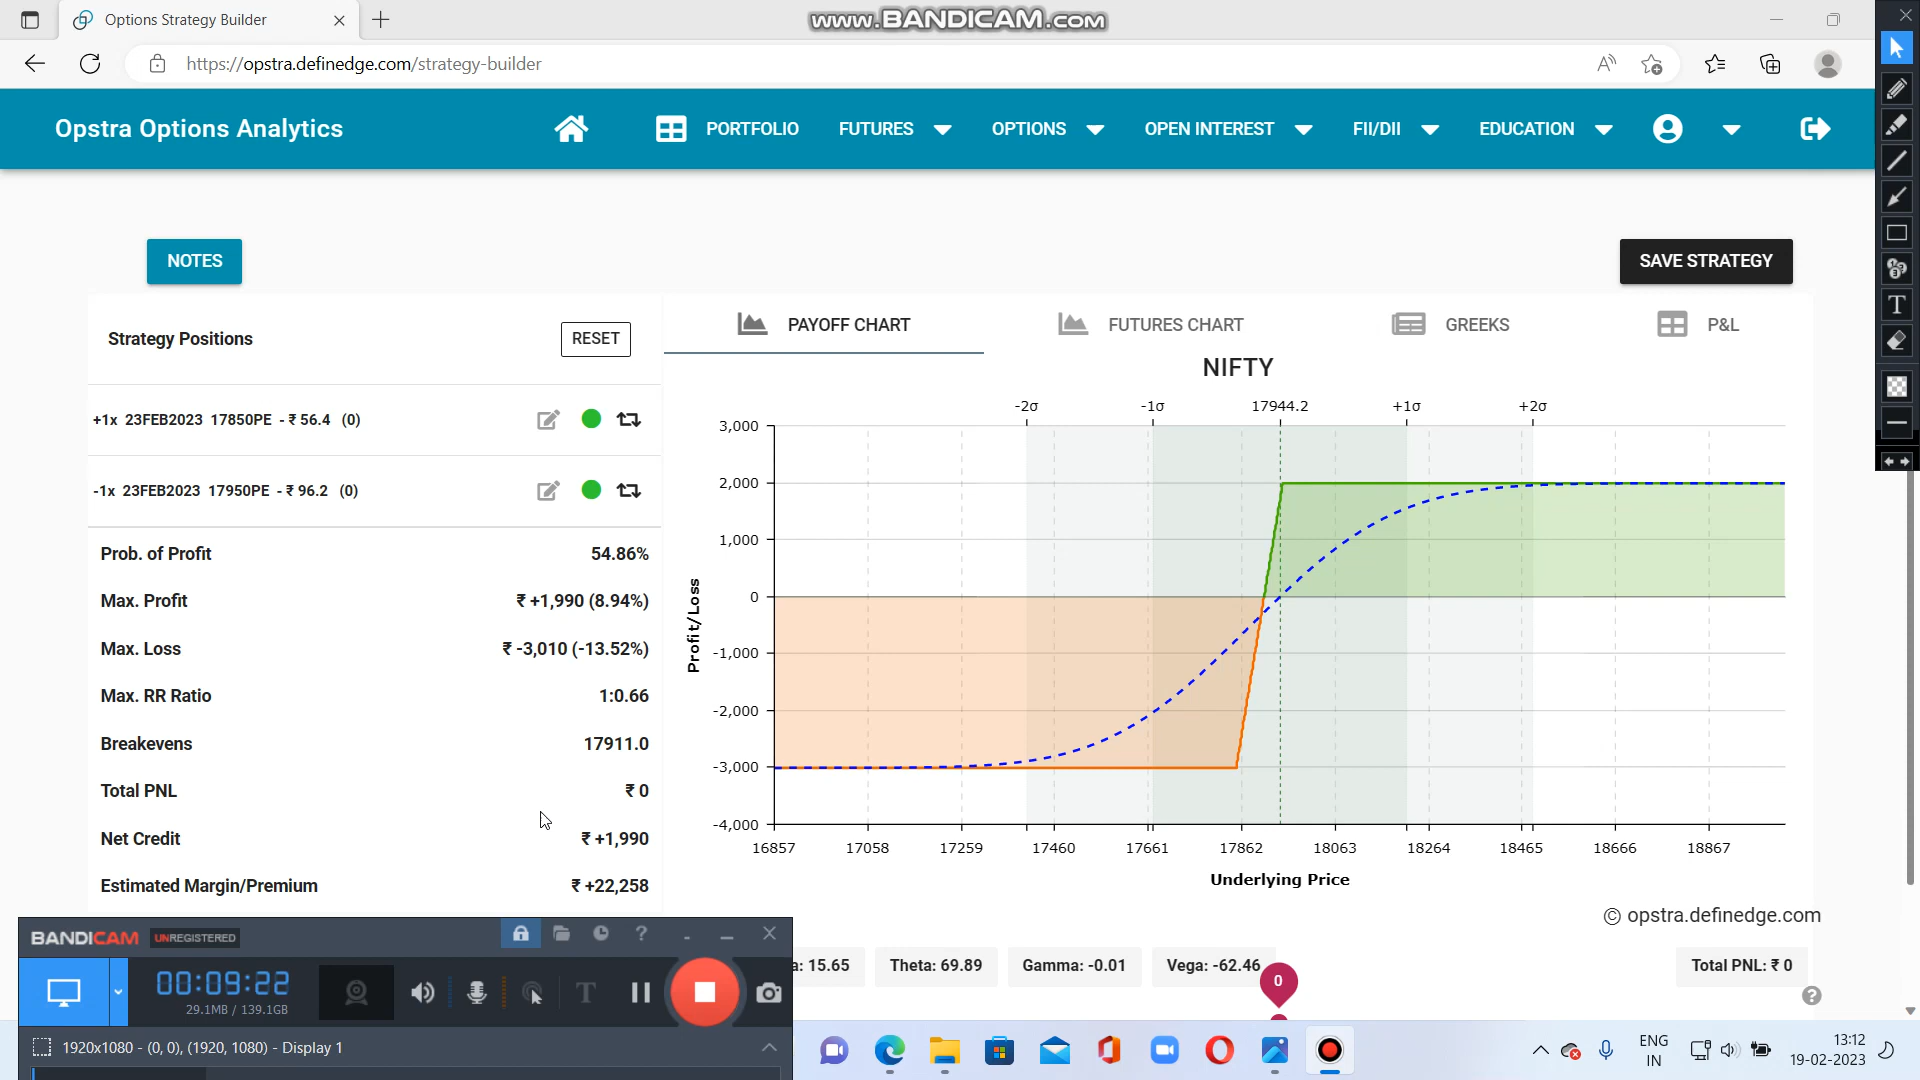 Options Strategy Builder
www.BANDICAM.com
https://opstra.definedge.com/strategy-builder
Opstra Options Analytics
PORTFOLIO
FUTURES
OPTIONS
OPEN INTEREST
FII/DII
EDUCATION
NOTES
SAVE STRATEGY
Strategy Positions
RESET
PAYOFF CHART
FUTURES CHART
GREEKS
P&L
NIFTY
+1x 23FEB2023 17850PE - ₹ 56.4 (0)
-1x 23FEB2023 17950PE - ₹ 96.2 (0)
Prob. of Profit 54.86%
Max. Profit ₹ +1,990 (8.94%)
Max. Loss ₹ -3,010 (-13.52%)
Max. RR Ratio 1:0.66
Breakevens 17911.0
Total PNL ₹ 0
Net Credit ₹ +1,990
Estimated Margin/Premium ₹ +22,258
-2σ -1σ 17944.2 +1σ +2σ
3,000
2,000
1,000
0
-1,000
-2,000
-3,000
-4,000
Profit/Loss
16857 17058 17259 17460 17661 17862 18063 18264 18465 18666 18867
Underlying Price
© opstra.definedge.com
a: 15.65
Theta: 69.89
Gamma: -0.01
Vega: -62.46
0
Total PNL: ₹ 0
BANDICAM UNREGISTERED
00:09:22
29.1MB / 139.1GB
1920x1080 - (0, 0), (1920, 1080) - Display 1
ENG
IN
13:12
19-02-2023